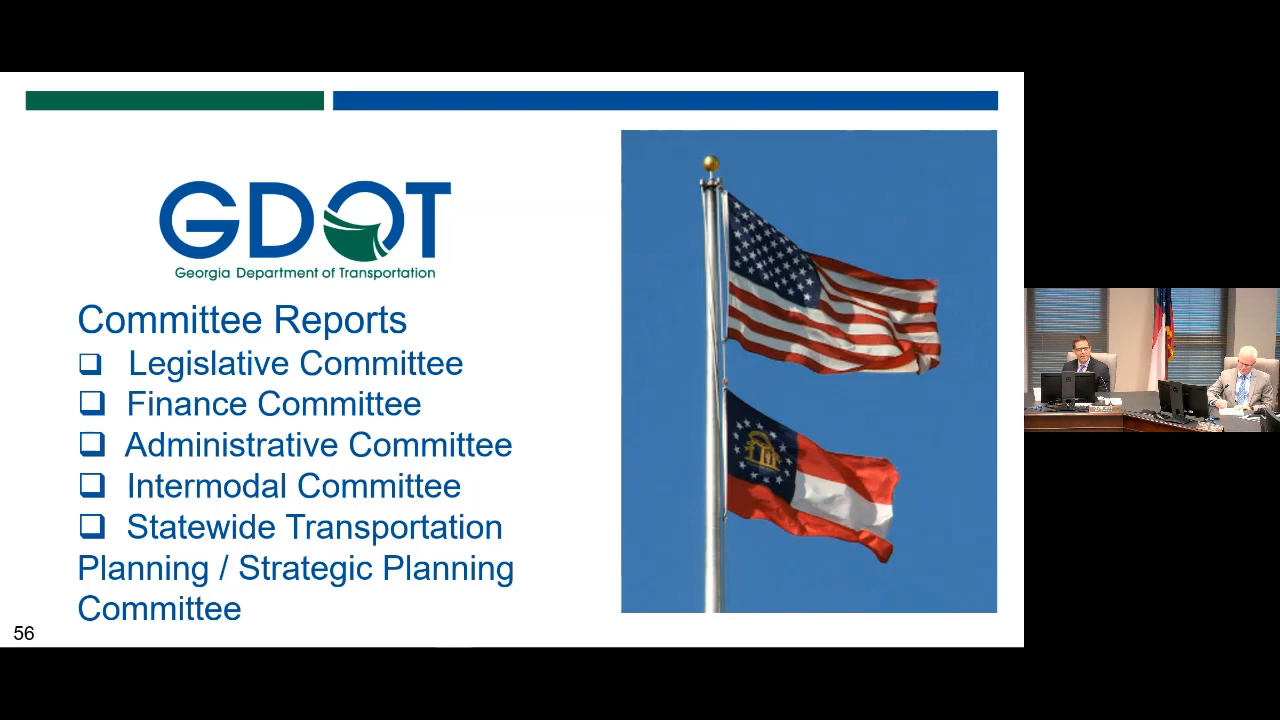 GDOT
Georgia Department of Transportation
Committee Reports
❑ Legislative Committee
❑ Finance Committee
❑ Administrative Committee
❑ Intermodal Committee
❑ Statewide Transportation
Planning / Strategic Planning
Committee
56